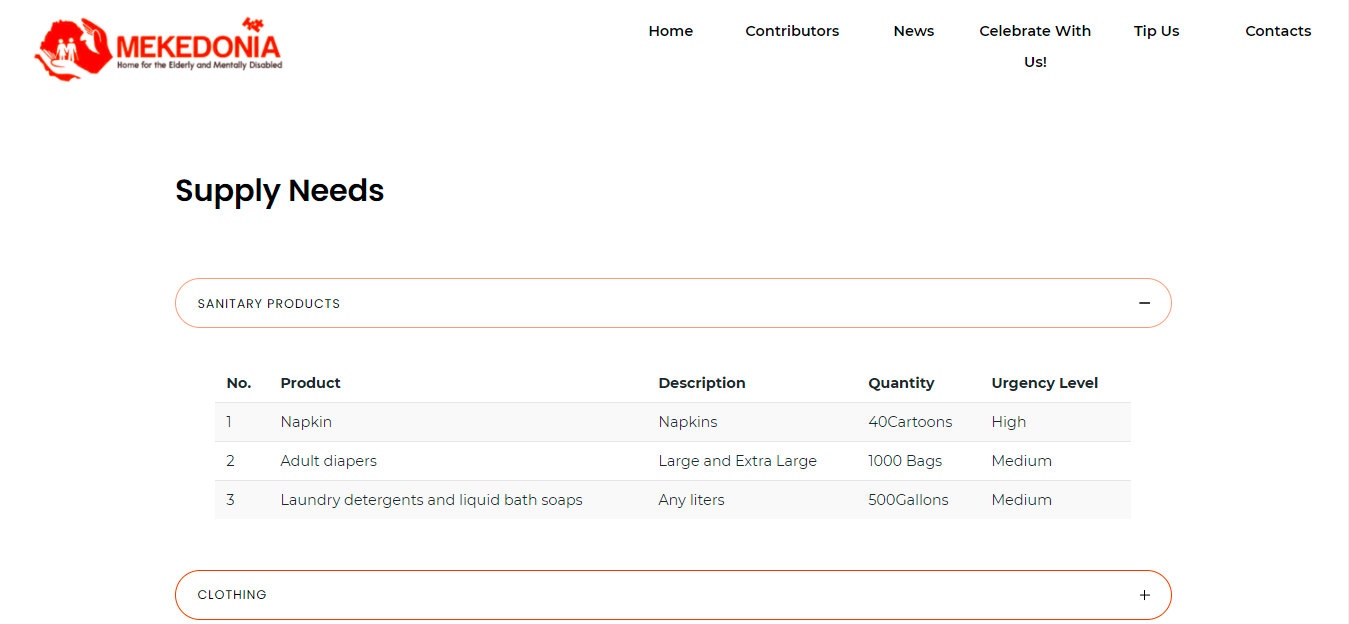 MEKEDONIA
Home for the Elderly and Mentally Disabled
Home
Contributors
News
Celebrate With
Us!
Tip Us
Contacts
Supply Needs
SANITARY PRODUCTS
No. Product Description Quantity Urgency Level
1 Napkin Napkins 40Cartoons High
2 Adult diapers Large and Extra Large 1000 Bags Medium
3 Laundry detergents and liquid bath soaps Any liters 500Gallons Medium
CLOTHING